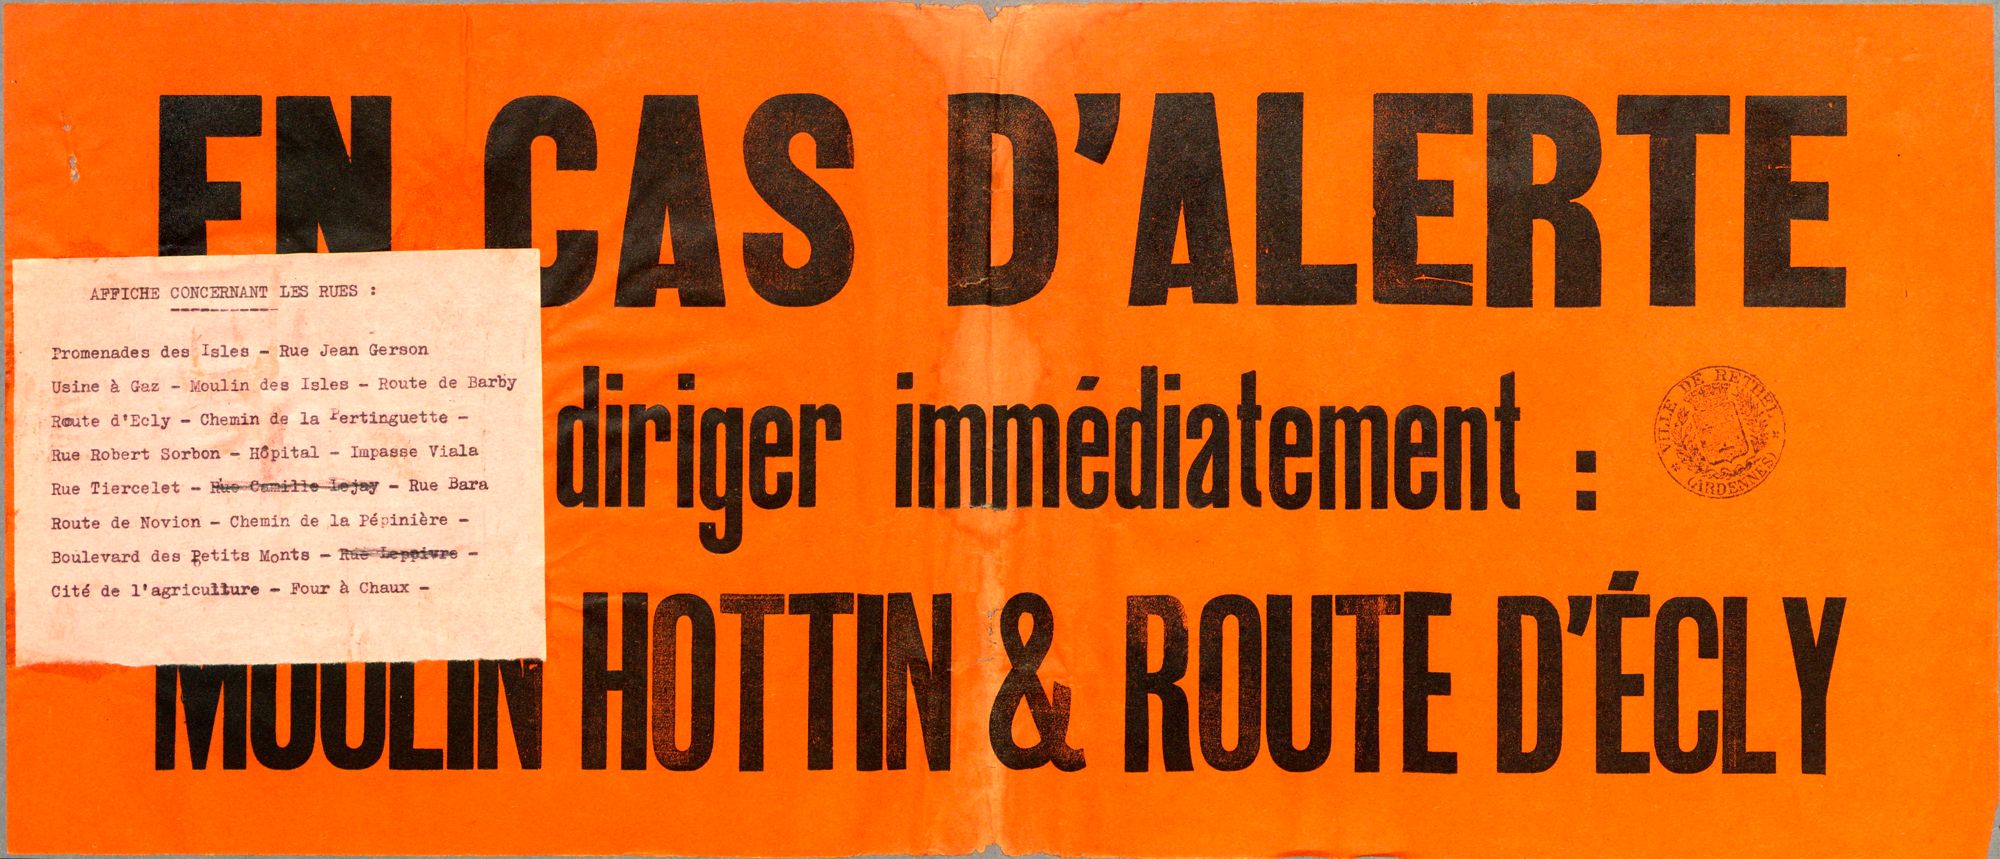 EN CAS D'ALERTE
diriger immédiatement :
MOULIN HOTTIN & ROUTE D'ÉCLY
AFFICHE CONCERNANT LES RUES :
Promenades des Isles - Rue Jean Gerson
Usine à Gaz - Moulin des Isles - Route de Barby
Route d'Ecly - Chemin de la Pertinguette -
Rue Robert Sorbon - Hôpital - Impasse Viala
Rue Tiercelet - Rue Camille Lejay - Rue Bara
Route de Novion - Chemin de la Pépinière -
Boulevard des Petits Monts - Rue Leppivre -
Cité de l'agriculture - Four à Chaux -
VILLE DE RETHEL
(ARDENNES)